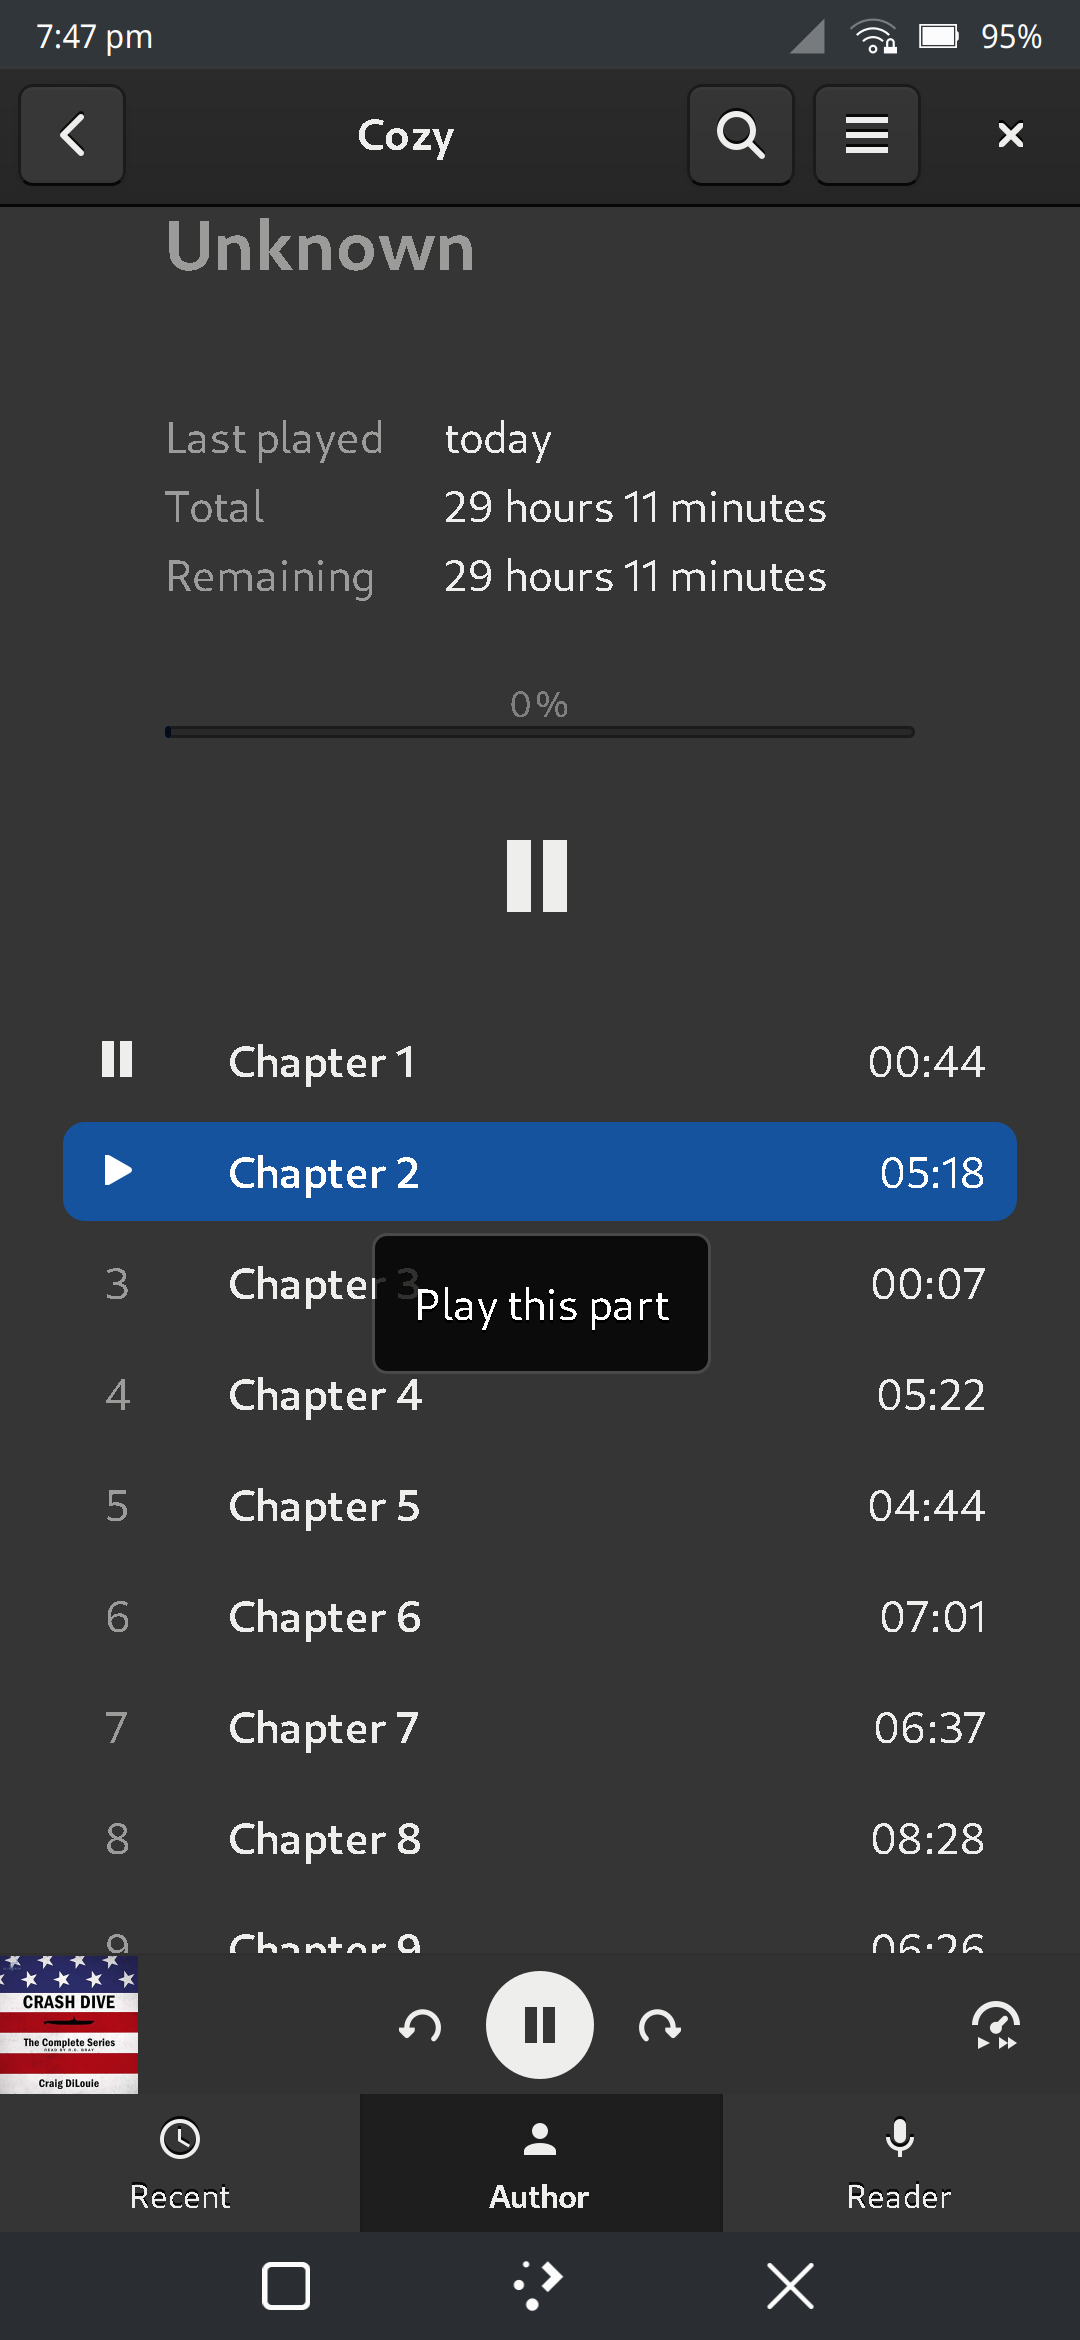 7:47 pm 95%
Cozy
Unknown
Last played today
Total 29 hours 11 minutes
Remaining 29 hours 11 minutes
0%
Chapter 1 00:44
Chapter 2 05:18
3 Chapter 3 00:07
Play this part
4 Chapter 4 05:22
5 Chapter 5 04:44
6 Chapter 6 07:01
7 Chapter 7 06:37
8 Chapter 8 08:28
9 Chapter 9 06:26
CRASH DIVE
The Complete Series
READ BY R.C. BRAY
Craig DiLouie
Recent Author Reader